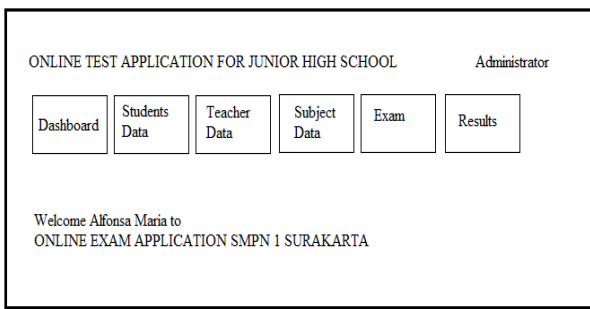 ONLINE TEST APPLICATION FOR JUNIOR HIGH SCHOOL Administrator
Dashboard
Students
Data
Teacher
Data
Subject
Data
Exam
Results
Welcome Alfonsa Maria to
ONLINE EXAM APPLICATION SMPN 1 SURAKARTA